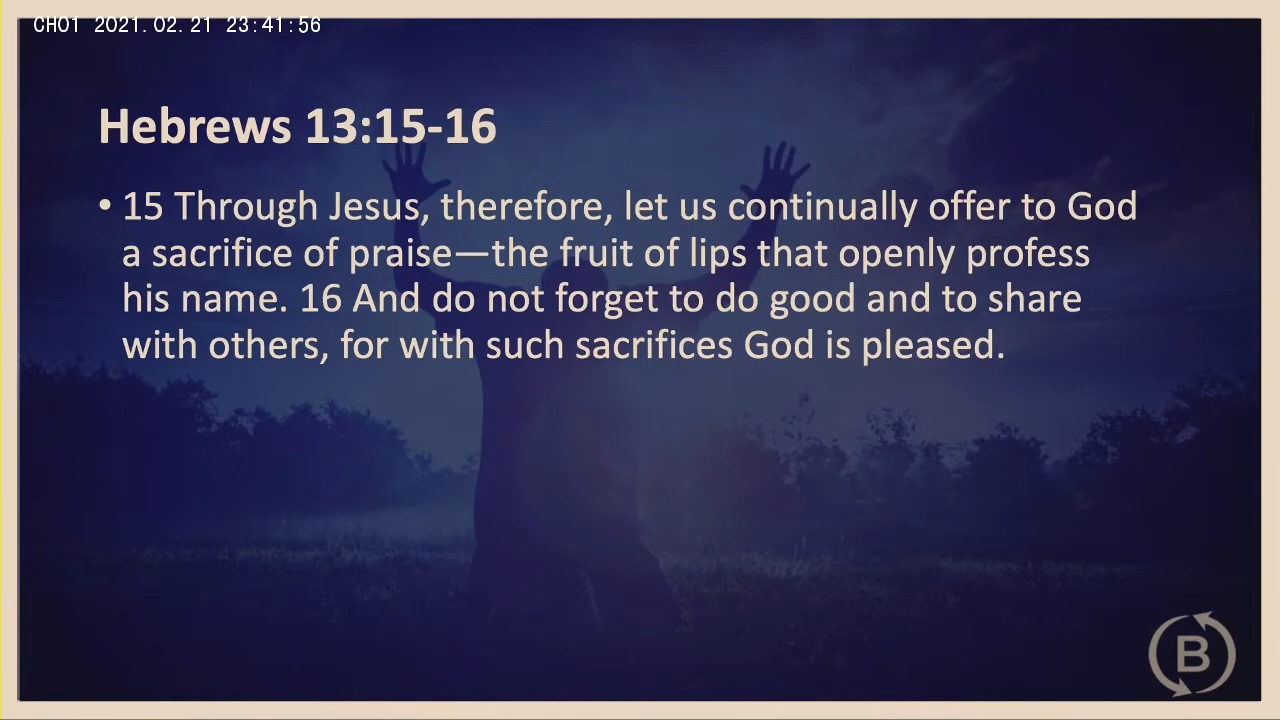 CH01 2021.02.21 23:41:56
Hebrews 13:15-16
• 15 Through Jesus, therefore, let us continually offer to God
a sacrifice of praise—the fruit of lips that openly profess
his name. 16 And do not forget to do good and to share
with others, for with such sacrifices God is pleased.
B